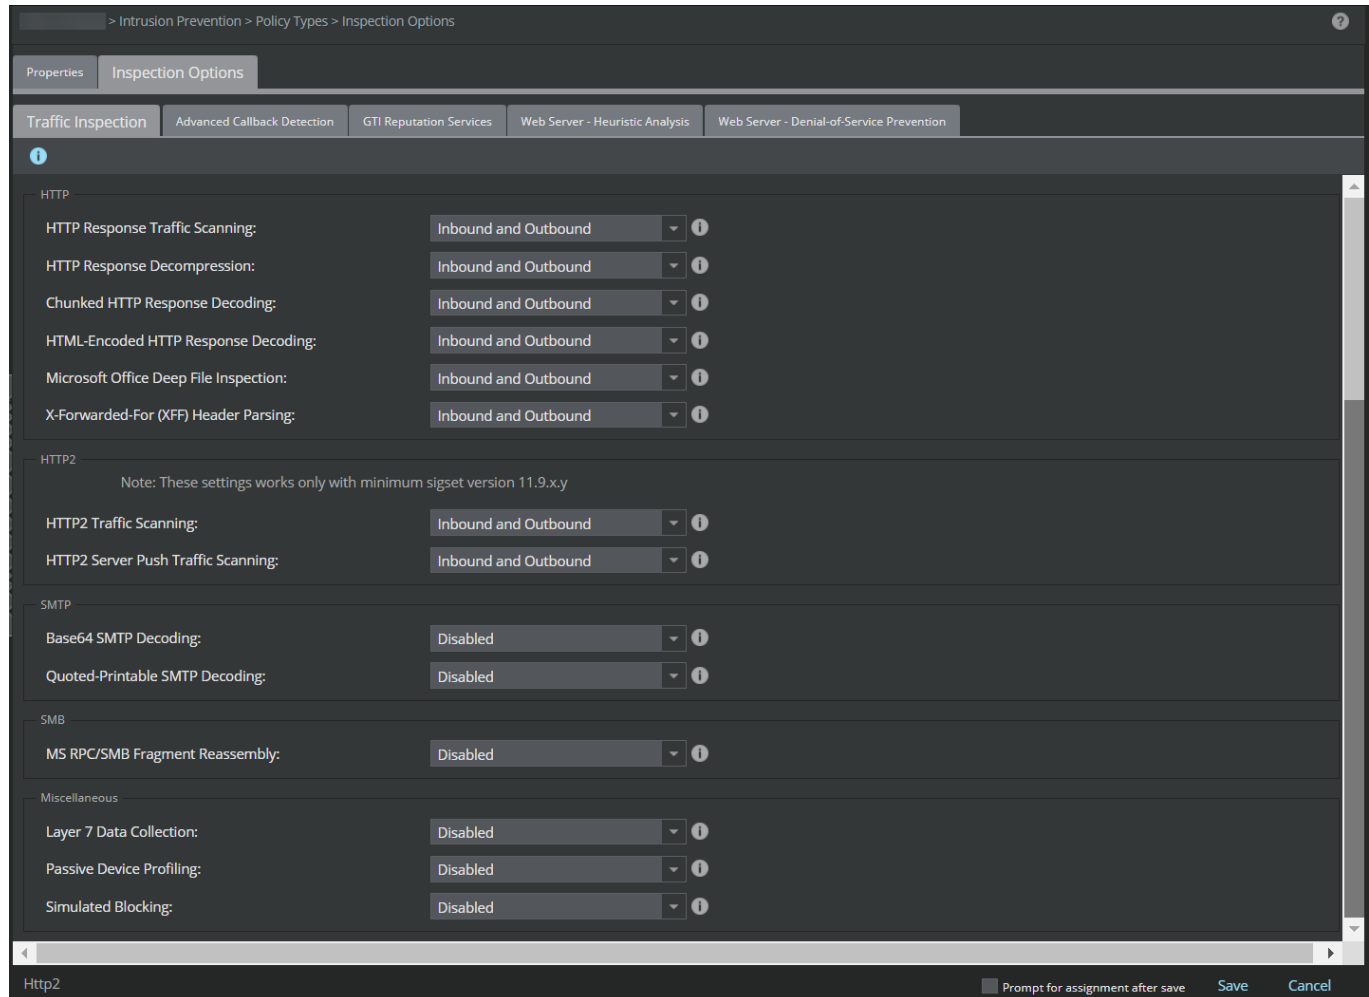 > Intrusion Prevention > Policy Types > Inspection Options
Properties Inspection Options
Traffic Inspection Advanced Callback Detection GTI Reputation Services Web Server - Heuristic Analysis Web Server - Denial-of-Service Prevention
HTTP
HTTP Response Traffic Scanning: Inbound and Outbound
HTTP Response Decompression: Inbound and Outbound
Chunked HTTP Response Decoding: Inbound and Outbound
HTML-Encoded HTTP Response Decoding: Inbound and Outbound
Microsoft Office Deep File Inspection: Inbound and Outbound
X-Forwarded-For (XFF) Header Parsing: Inbound and Outbound
HTTP2
Note: These settings works only with minimum sigset version 11.9.x.y
HTTP2 Traffic Scanning: Inbound and Outbound
HTTP2 Server Push Traffic Scanning: Inbound and Outbound
SMTP
Base64 SMTP Decoding: Disabled
Quoted-Printable SMTP Decoding: Disabled
SMB
MS RPC/SMB Fragment Reassembly: Disabled
Miscellaneous
Layer 7 Data Collection: Disabled
Passive Device Profiling: Disabled
Simulated Blocking: Disabled
Http2 Prompt for assignment after save Save Cancel